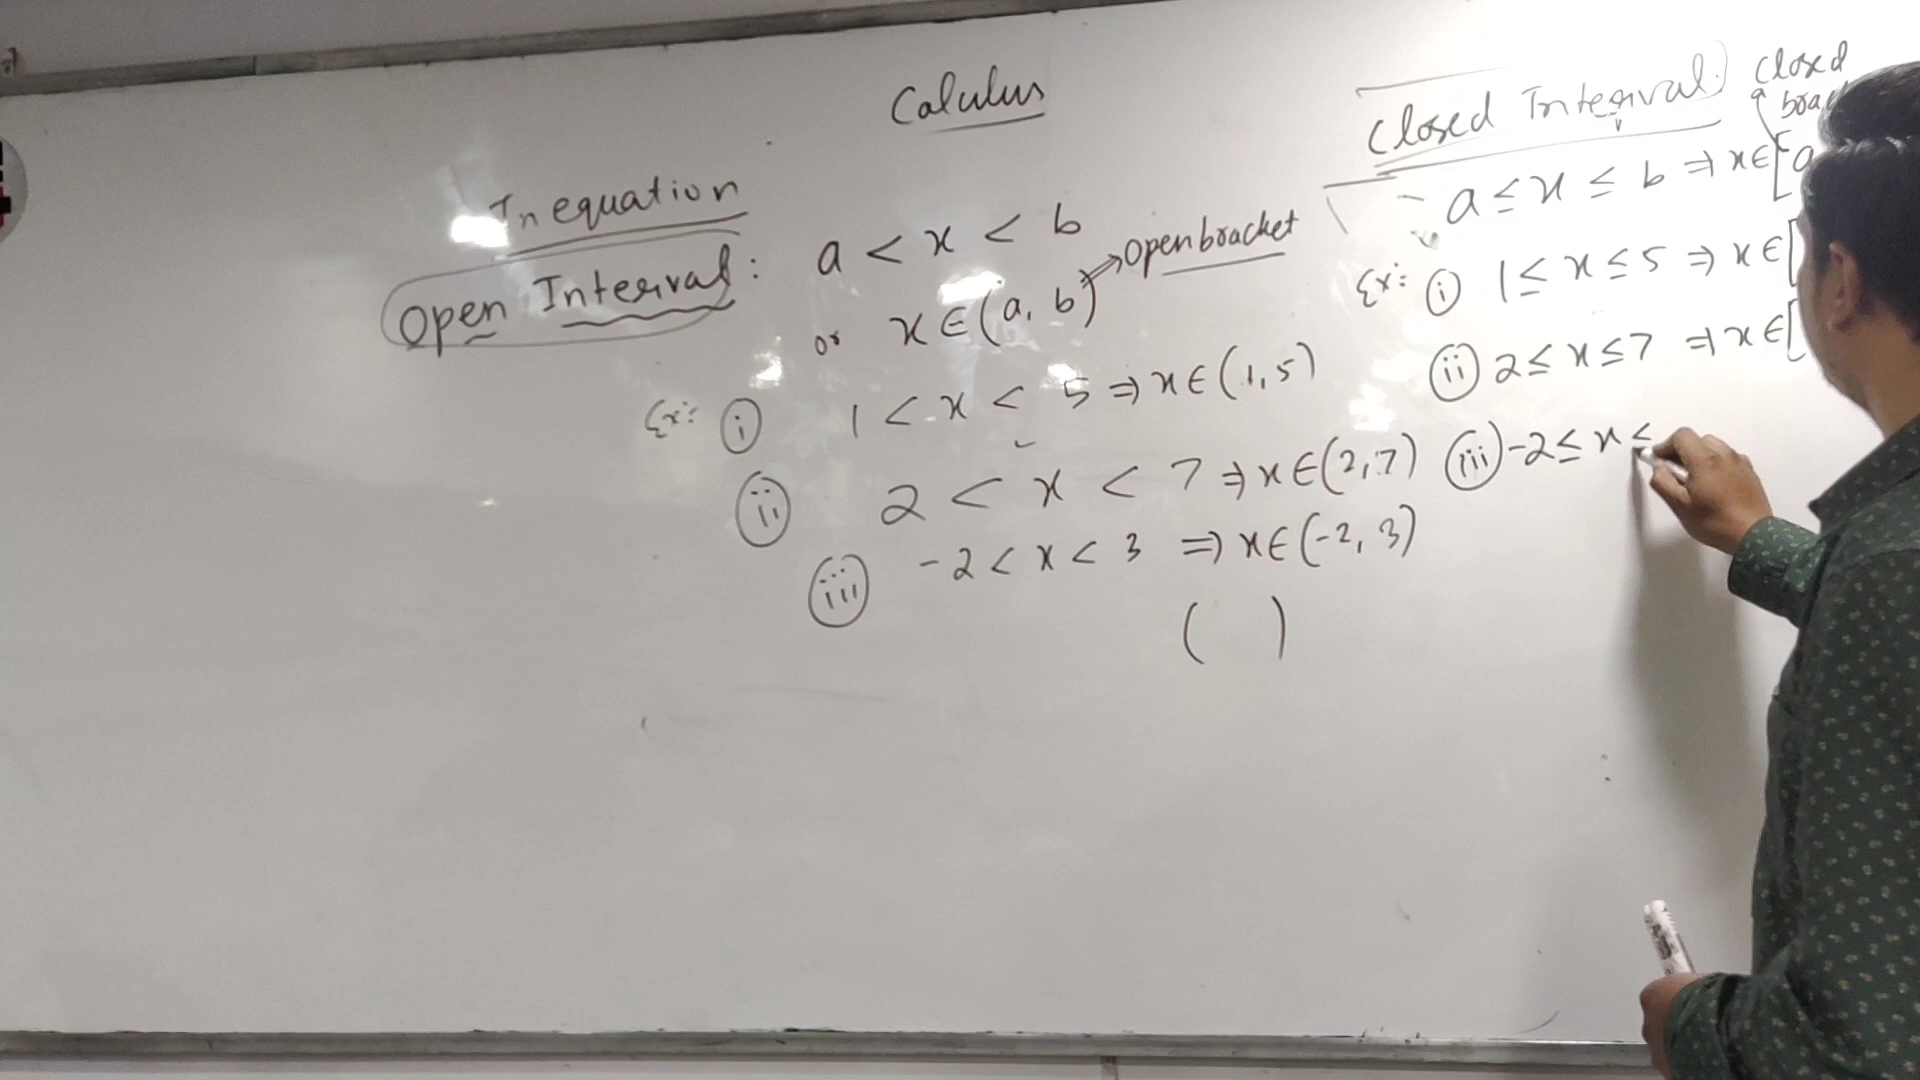 Calculus
Inequation
Open Interval: a < x < b
or x ∈ (a, b) ⇒ Open bracket
Ex: (i) 1 < x < 5 ⇒ x ∈ (1, 5)
(ii) 2 < x < 7 ⇒ x ∈ (2, 7)
(iii) -2 < x < 3 ⇒ x ∈ (-2, 3)
( )
Closed Interval
Closed
a ≤ x ≤ b ⇒ x ∈ [a
Ex: (i) 1 ≤ x ≤ 5 ⇒ x ∈ [
(ii) 2 ≤ x ≤ 7 ⇒ x ∈ [
(iii) -2 ≤ x ≤